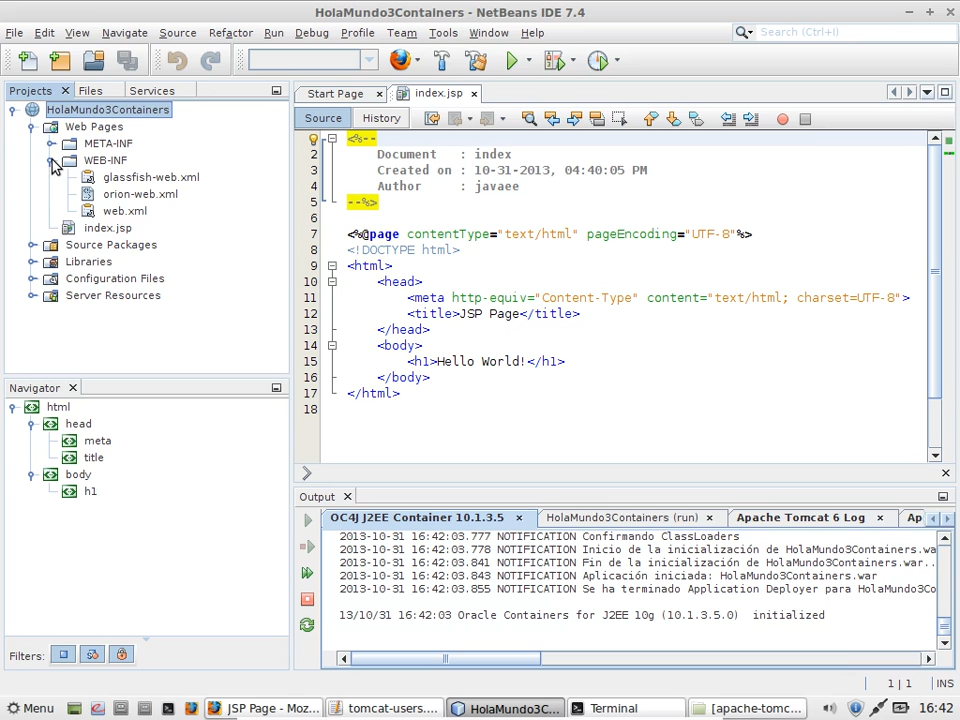 HolaMundo3Containers - NetBeans IDE 7.4
File Edit View Navigate Source Refactor Run Debug Profile Team Tools Window Help
Search (Ctrl+I)
Projects Files Services
HolaMundo3Containers
Web Pages
META-INF
WEB-INF
glassfish-web.xml
orion-web.xml
web.xml
index.jsp
Source Packages
Libraries
Configuration Files
Server Resources
Navigator
html
head
meta
title
body
h1
Filters:
Start Page index.jsp
Source History
<%--
2 Document : index
3 Created on : 10-31-2013, 04:40:05 PM
4 Author : javaee
5 --%>
6
7 <%@page contentType="text/html" pageEncoding="UTF-8"%>
8 <!DOCTYPE html>
9 <html>
10 <head>
11 <meta http-equiv="Content-Type" content="text/html; charset=UTF-8">
12 <title>JSP Page</title>
13 </head>
14 <body>
15 <h1>Hello World!</h1>
16 </body>
17 </html>
18
Output
OC4J J2EE Container 10.1.3.5 HolaMundo3Containers (run) Apache Tomcat 6 Log Ap
2013-10-31 16:42:03.777 NOTIFICATION Confirmando ClassLoaders
2013-10-31 16:42:03.778 NOTIFICATION Inicio de la inicialización de HolaMundo3Containers.wa
2013-10-31 16:42:03.841 NOTIFICATION Fin de la inicialización de HolaMundo3Containers.war..
2013-10-31 16:42:03.843 NOTIFICATION Aplicación iniciada: HolaMundo3Containers.war
2013-10-31 16:42:03.855 NOTIFICATION Se ha terminado Application Deployer para HolaMundo3Co
13/10/31 16:42:03 Oracle Containers for J2EE 10g (10.1.3.5.0) initialized
1 | 1 INS
Menu JSP Page - Moz... tomcat-users.... HolaMundo3C... Terminal [apache-tomc... 16:42